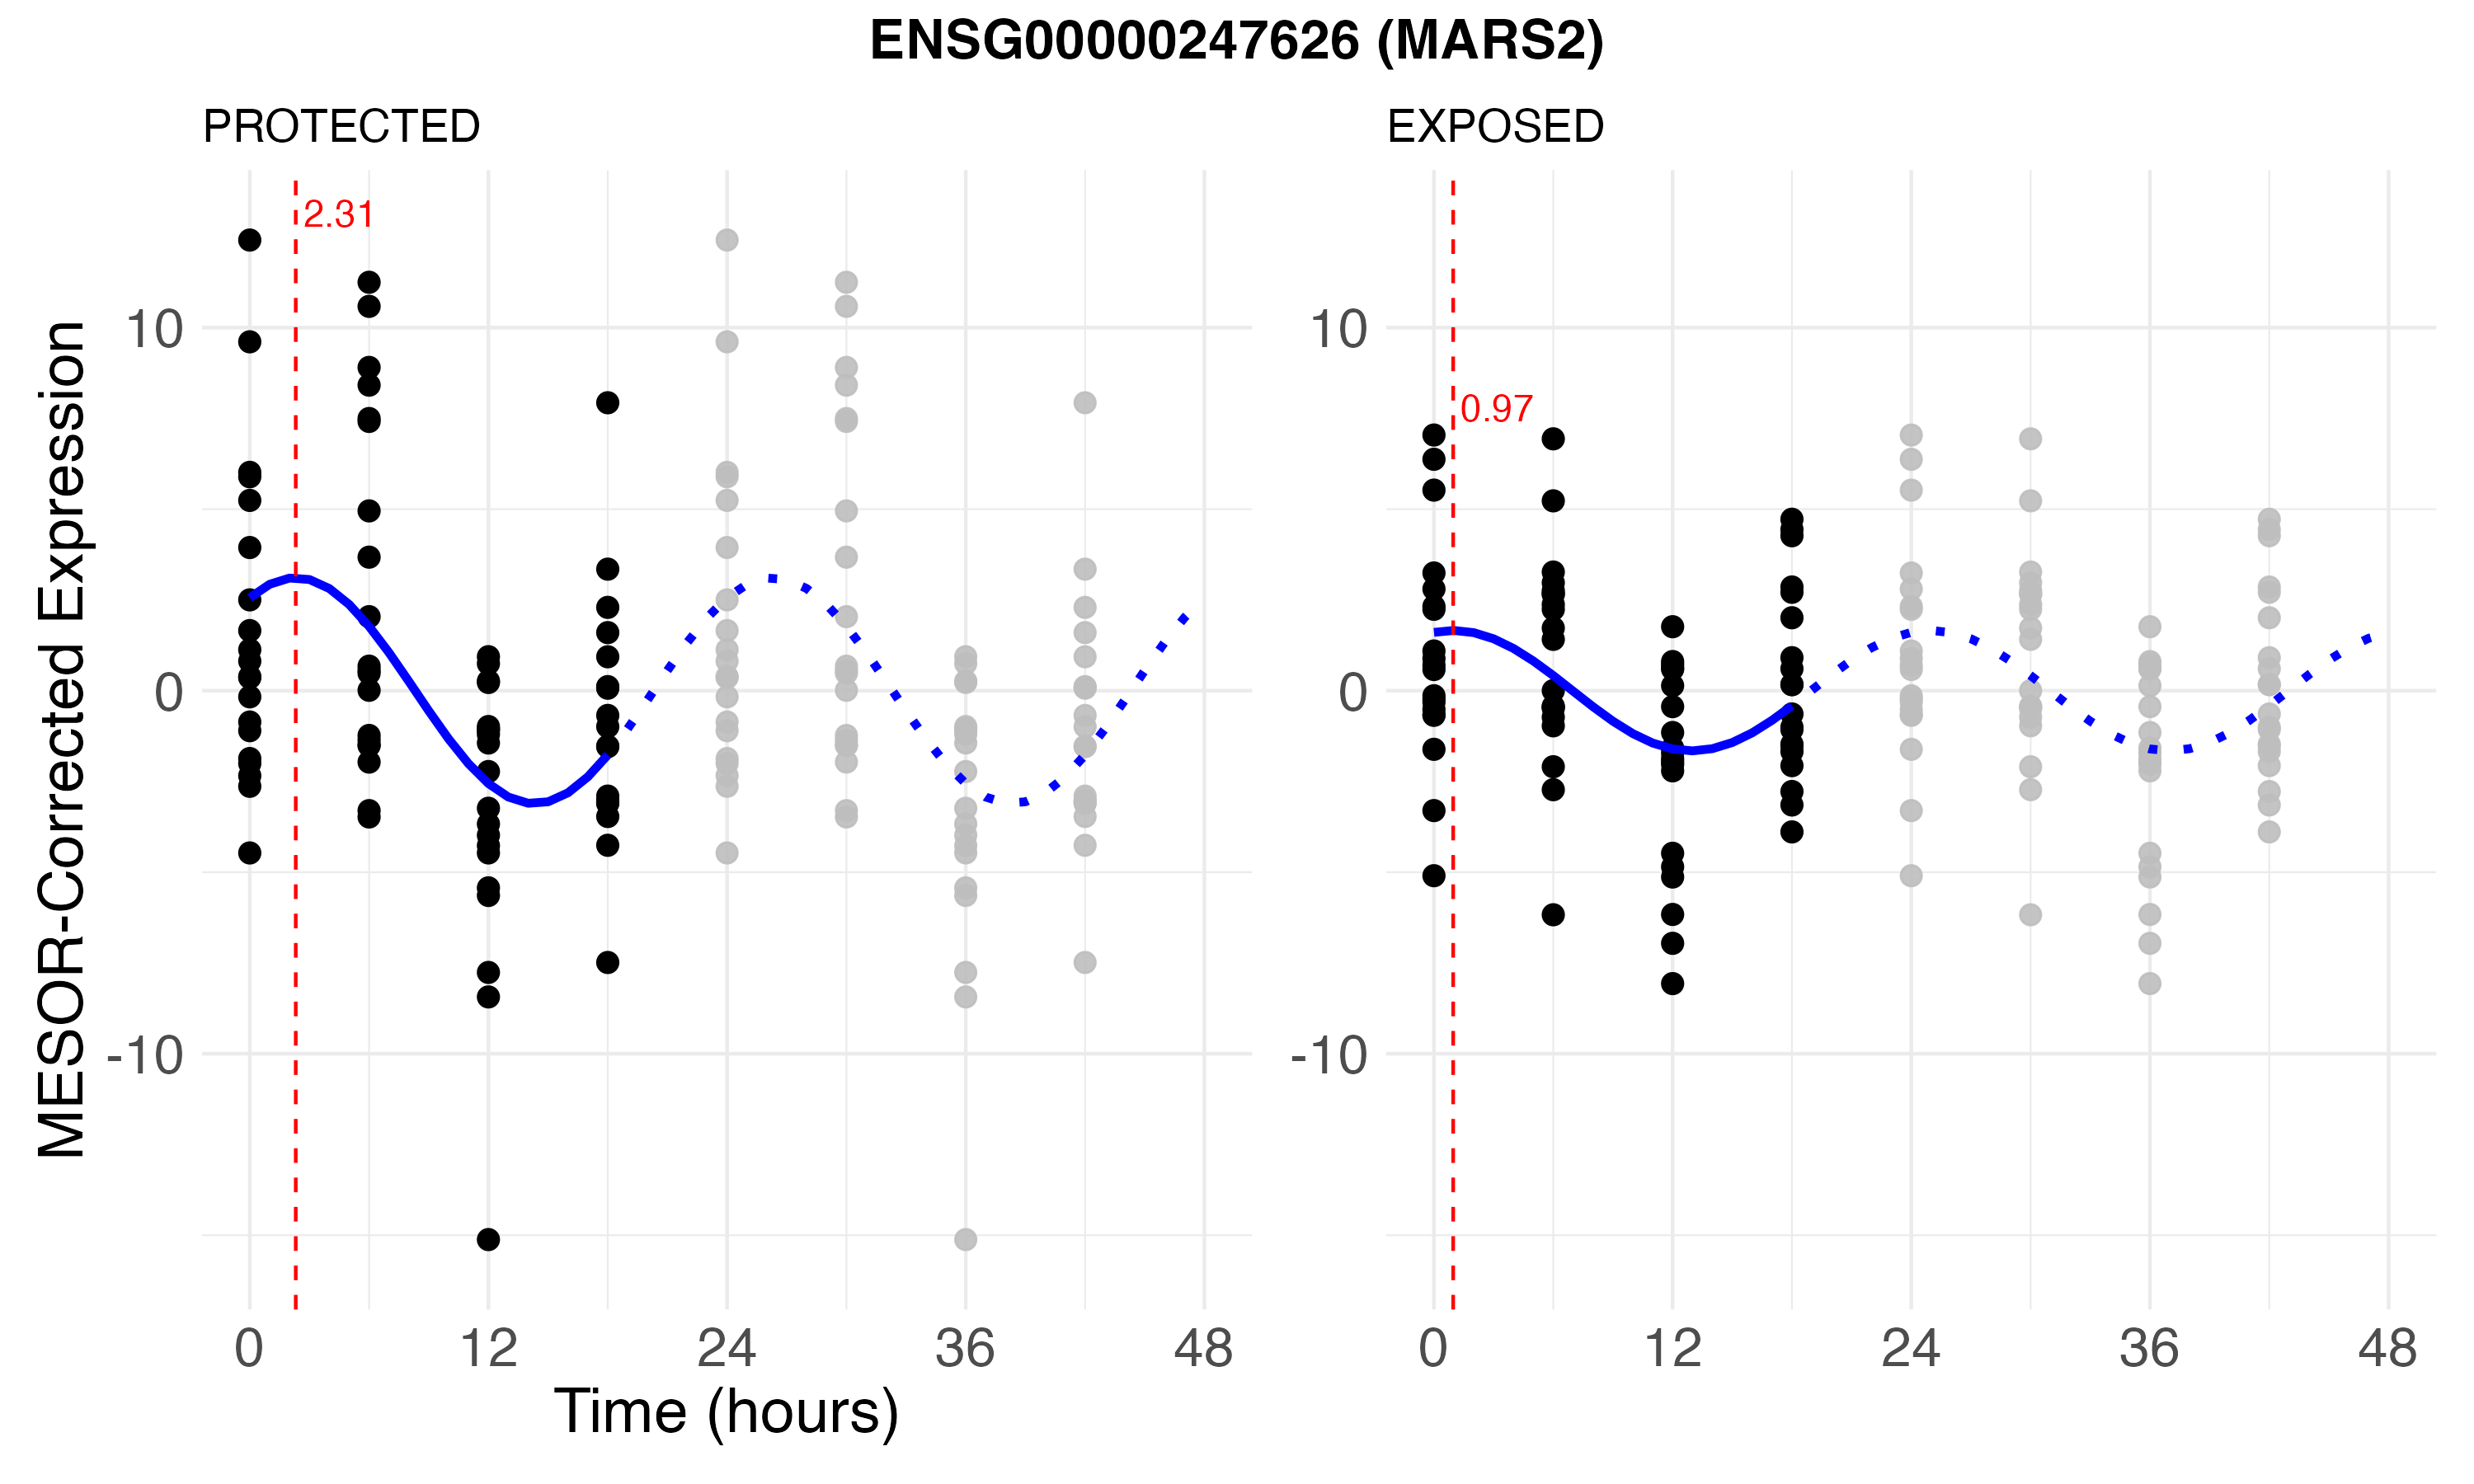 ENSG00000247626 (MARS2)
PROTECTED
EXPOSED
MESOR-Corrected Expression
10
0
-10
2.31
0 12 24 36 48
10
0
-10
0.97
0 12 24 36 48
Time (hours)